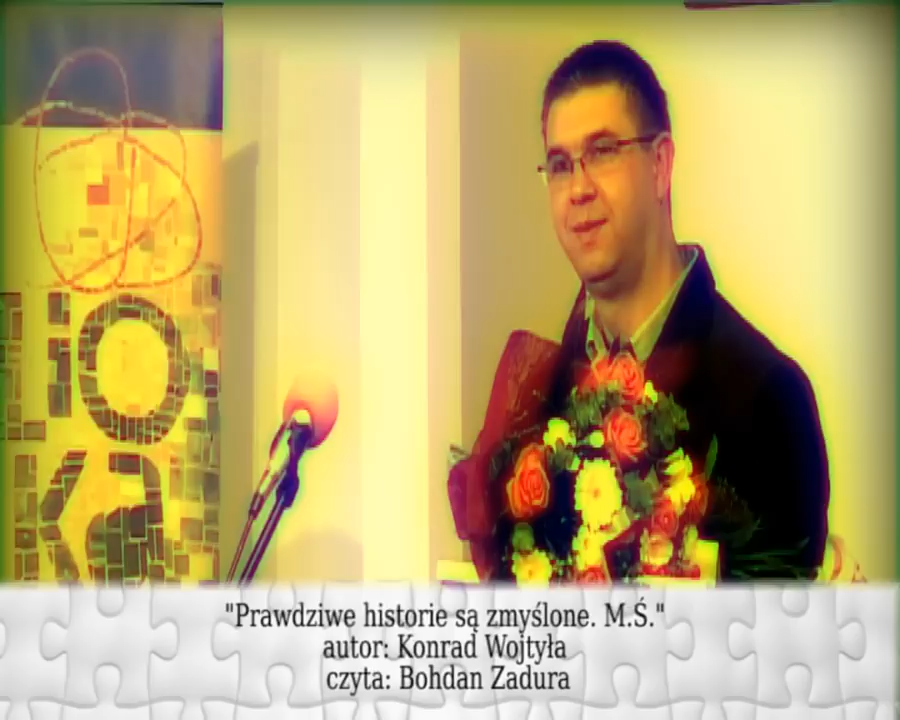 "Prawdziwe historie są zmyślone. M.Ś."
autor: Konrad Wojtyła
czyta: Bohdan Zadura